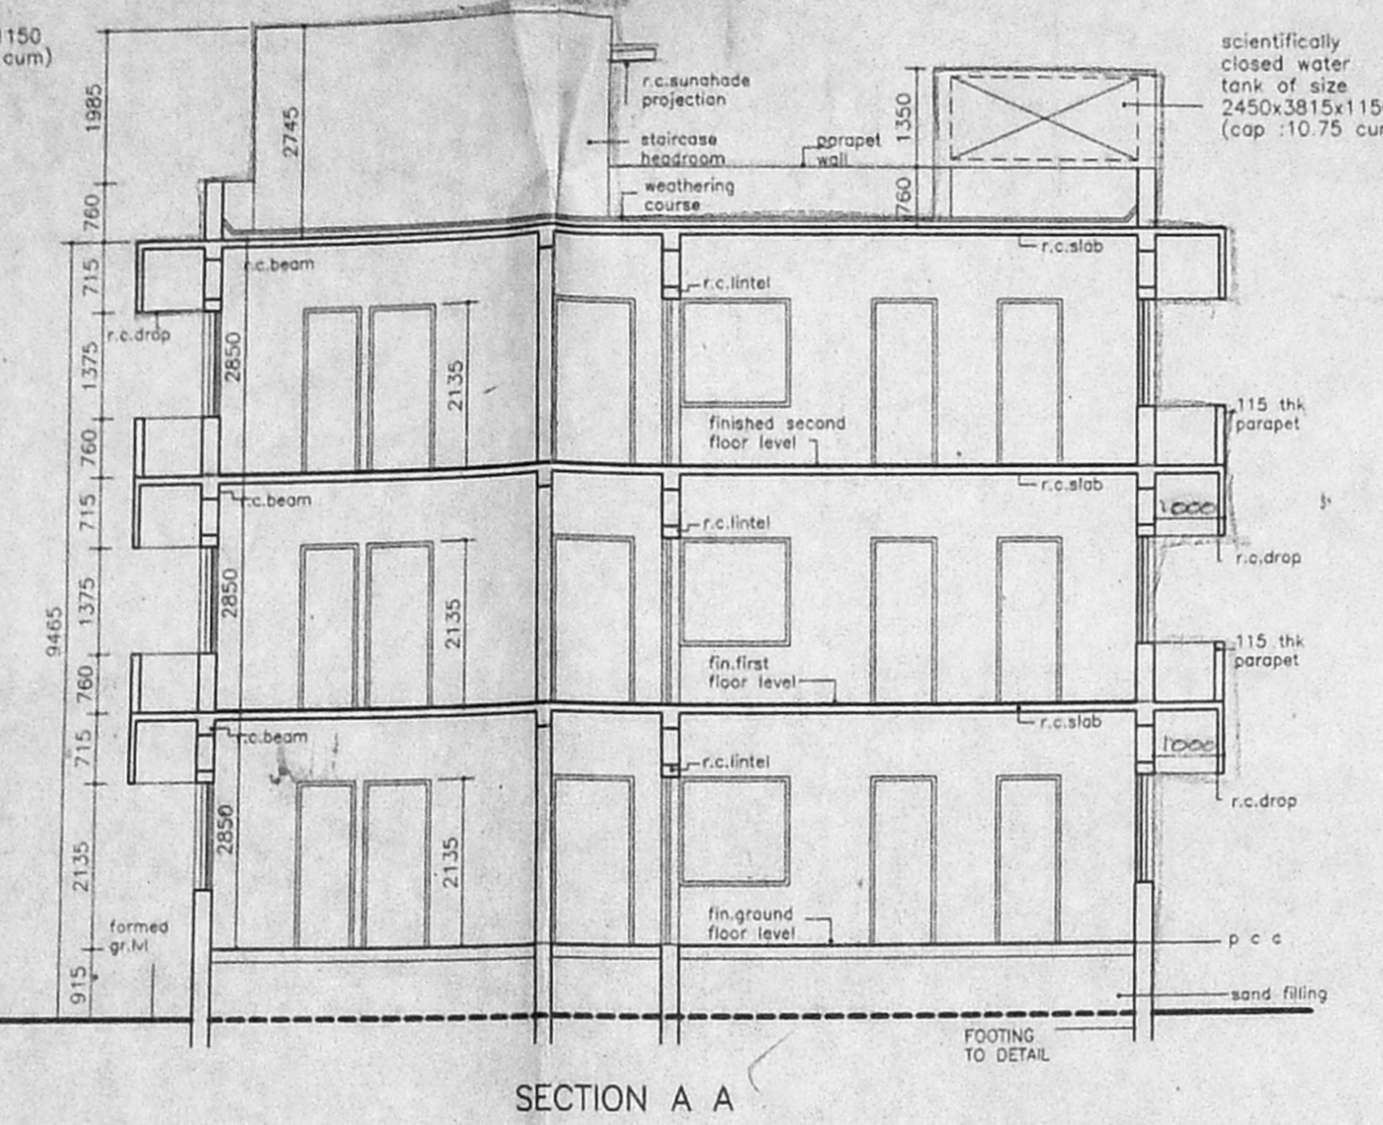 1150
cum)
scientifically
closed water
tank of size
2450x3815x115
(cap :10.75 cu
r.c.sunahade
projection
staircase
headroom
parapet
wall
weathering
course
1985
2745
1350
760
760
r.c.beam
r.c.slab
r.c.lintel
715
r.c.drop
1375
2850
2135
115 thk
parapet
finished second
floor level
760
r.c.beam
r.c.slab
1000
715
r.c.lintel
r.c.drop
9465
1375
2850
2135
115 thk
parapet
fin.first
floor level
760
r.c.beam
r.c.slab
1000
715
r.c.lintel
r.c.drop
2135
2850
2135
formed
gr.lvl
fin.ground
floor level
p c c
915
sand filling
FOOTING
TO DETAIL
SECTION A A